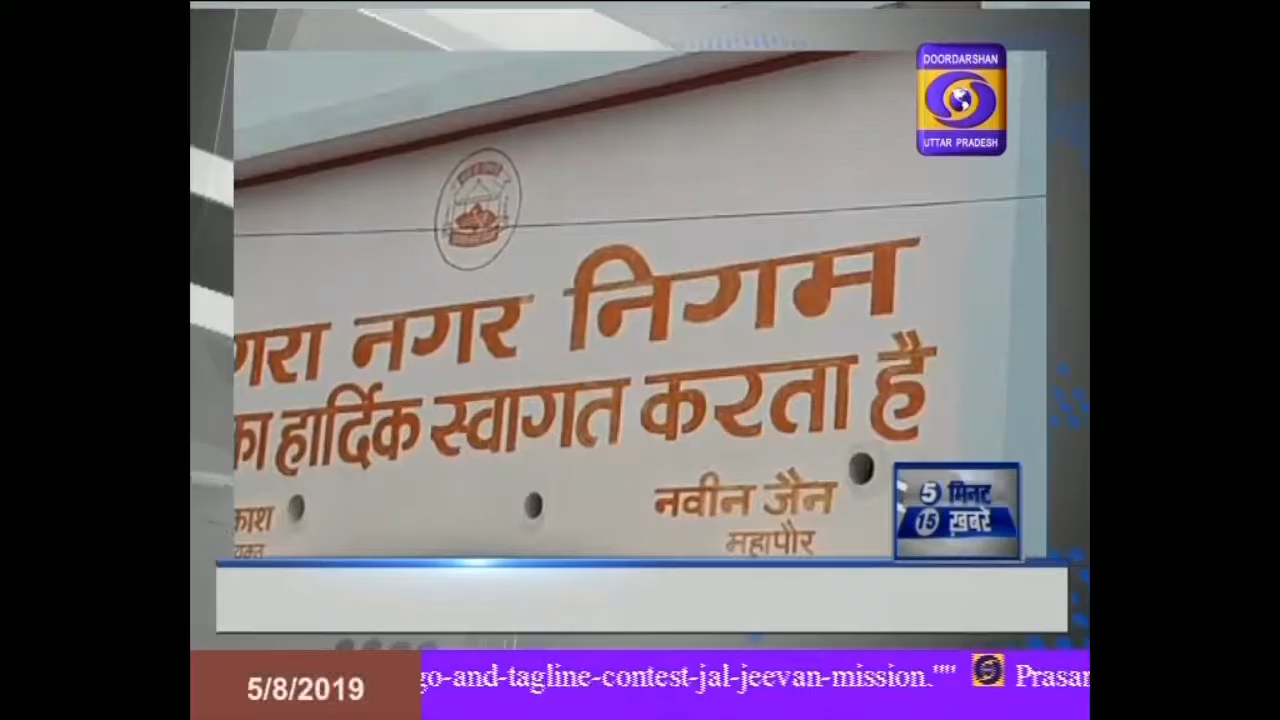 DOORDARSHAN
UTTAR PRADESH
गरा नगर निगम
का हार्दिक स्वागत करता है
काश
नवीन जैन
महापौर
5 मिनट
15 ख़बरें
5/8/2019
go-and-tagline-contest-jal-jeevan-mission."" Prasar